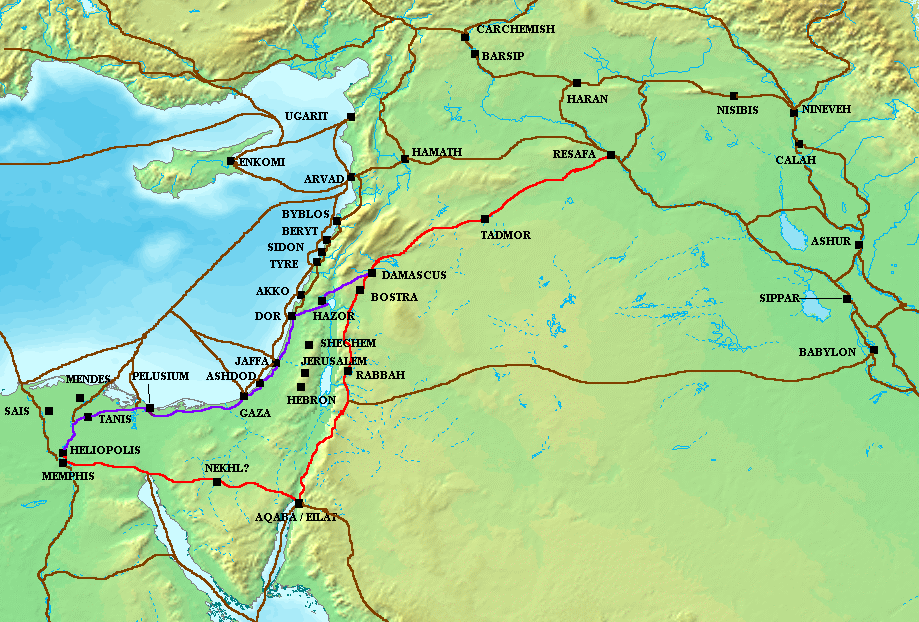 CARCHEMISH
BARSIP
HARAN
NISIBIS
NINEVEH
UGARIT
CALAH
HAMATH
RESAFA
ENKOMI
ARVAD
BYBLOS
BERYT
TADMOR
SIDON
ASHUR
TYRE
DAMASCUS
AKKO
BOSTRA
SIPPAR
DOR
HAZOR
SHECHEM
BABYLON
JAFFA
JERUSALEM
ASHDOD
RABBAH
MENDES
PELUSIUM
HEBRON
SAIS
GAZA
TANIS
HELIOPOLIS
NEKHL?
MEMPHIS
AQABA / EILAT